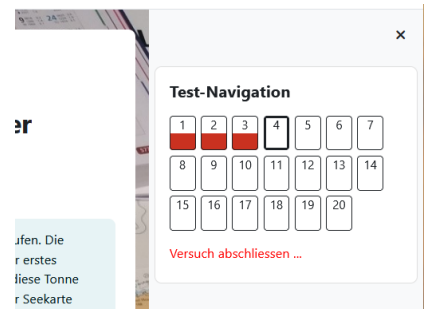 er
ufen. Die
r erstes
diese Tonne
r Seekarte
×
Test-Navigation
1 2 3 4 5 6 7
8 9 10 11 12 13 14
15 16 17 18 19 20
Versuch abschliessen ...